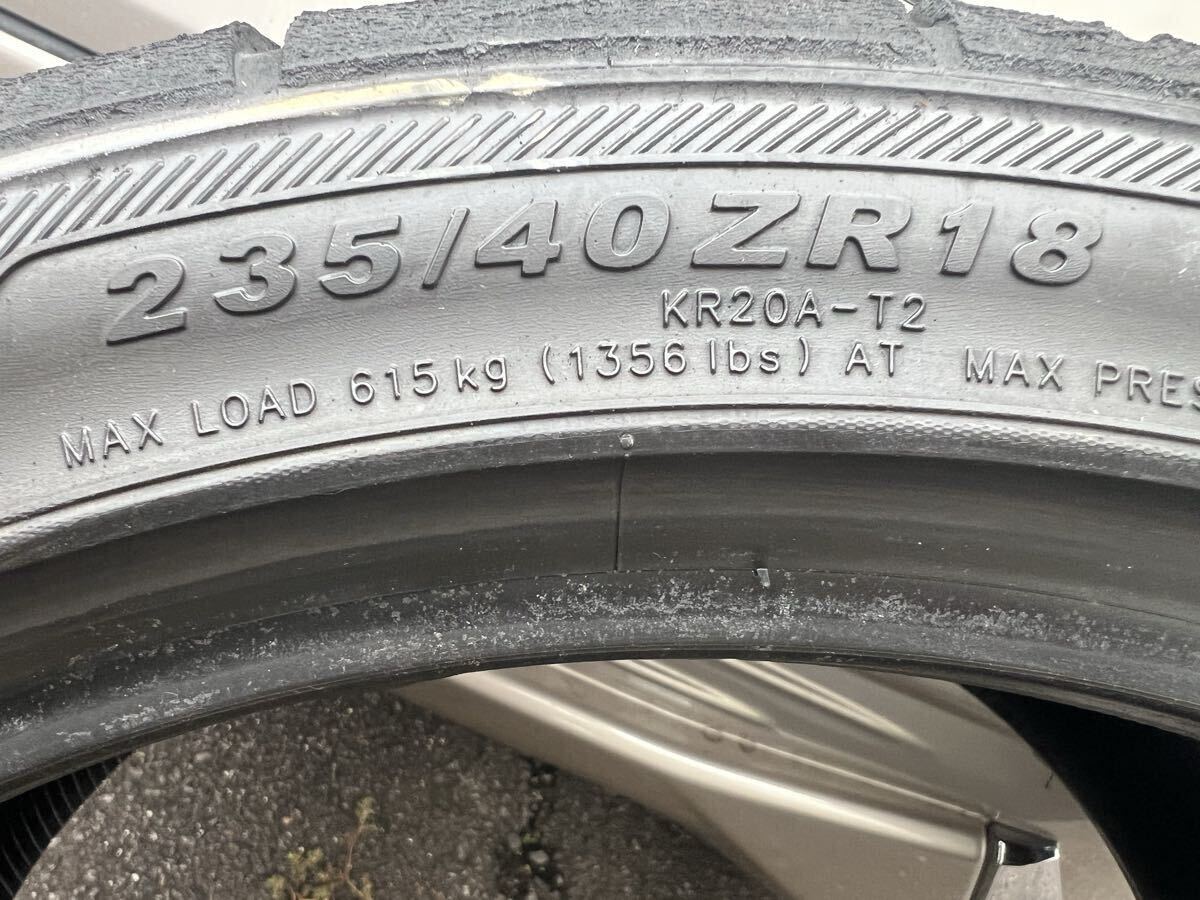 235/40ZR18
KR20A-T2
MAX LOAD 615kg (1356 lbs) AT MAX PRES